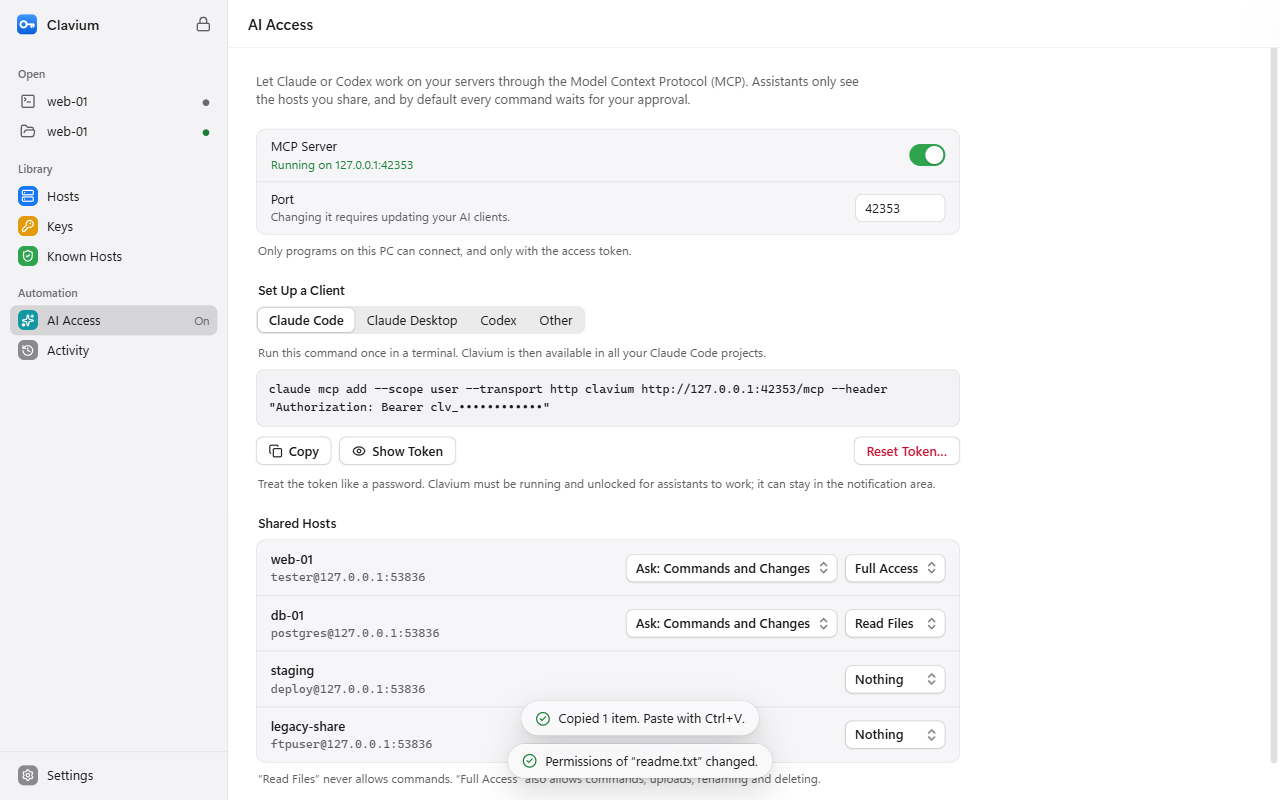 Clavium
AI Access
Open
web-01
web-01
Library
Hosts
Keys
Known Hosts
Automation
AI Access On
Activity
Settings
Let Claude or Codex work on your servers through the Model Context Protocol (MCP). Assistants only see
the hosts you share, and by default every command waits for your approval.
MCP Server
Running on 127.0.0.1:42353
Port
Changing it requires updating your AI clients.
42353
Only programs on this PC can connect, and only with the access token.
Set Up a Client
Claude Code Claude Desktop Codex Other
Run this command once in a terminal. Clavium is then available in all your Claude Code projects.
claude mcp add --scope user --transport http clavium http://127.0.0.1:42353/mcp --header
"Authorization: Bearer clv_••••••••••••"
Copy Show Token Reset Token...
Treat the token like a password. Clavium must be running and unlocked for assistants to work; it can stay in the notification area.
Shared Hosts
web-01
tester@127.0.0.1:53836
Ask: Commands and Changes Full Access
db-01
postgres@127.0.0.1:53836
Ask: Commands and Changes Read Files
staging
deploy@127.0.0.1:53836
Nothing
legacy-share
ftpuser@127.0.0.1:53836
Nothing
Copied 1 item. Paste with Ctrl+V.
Permissions of “readme.txt” changed.
“Read Files” never allows commands. “Full Access” also allows commands, uploads, renaming and deleting.